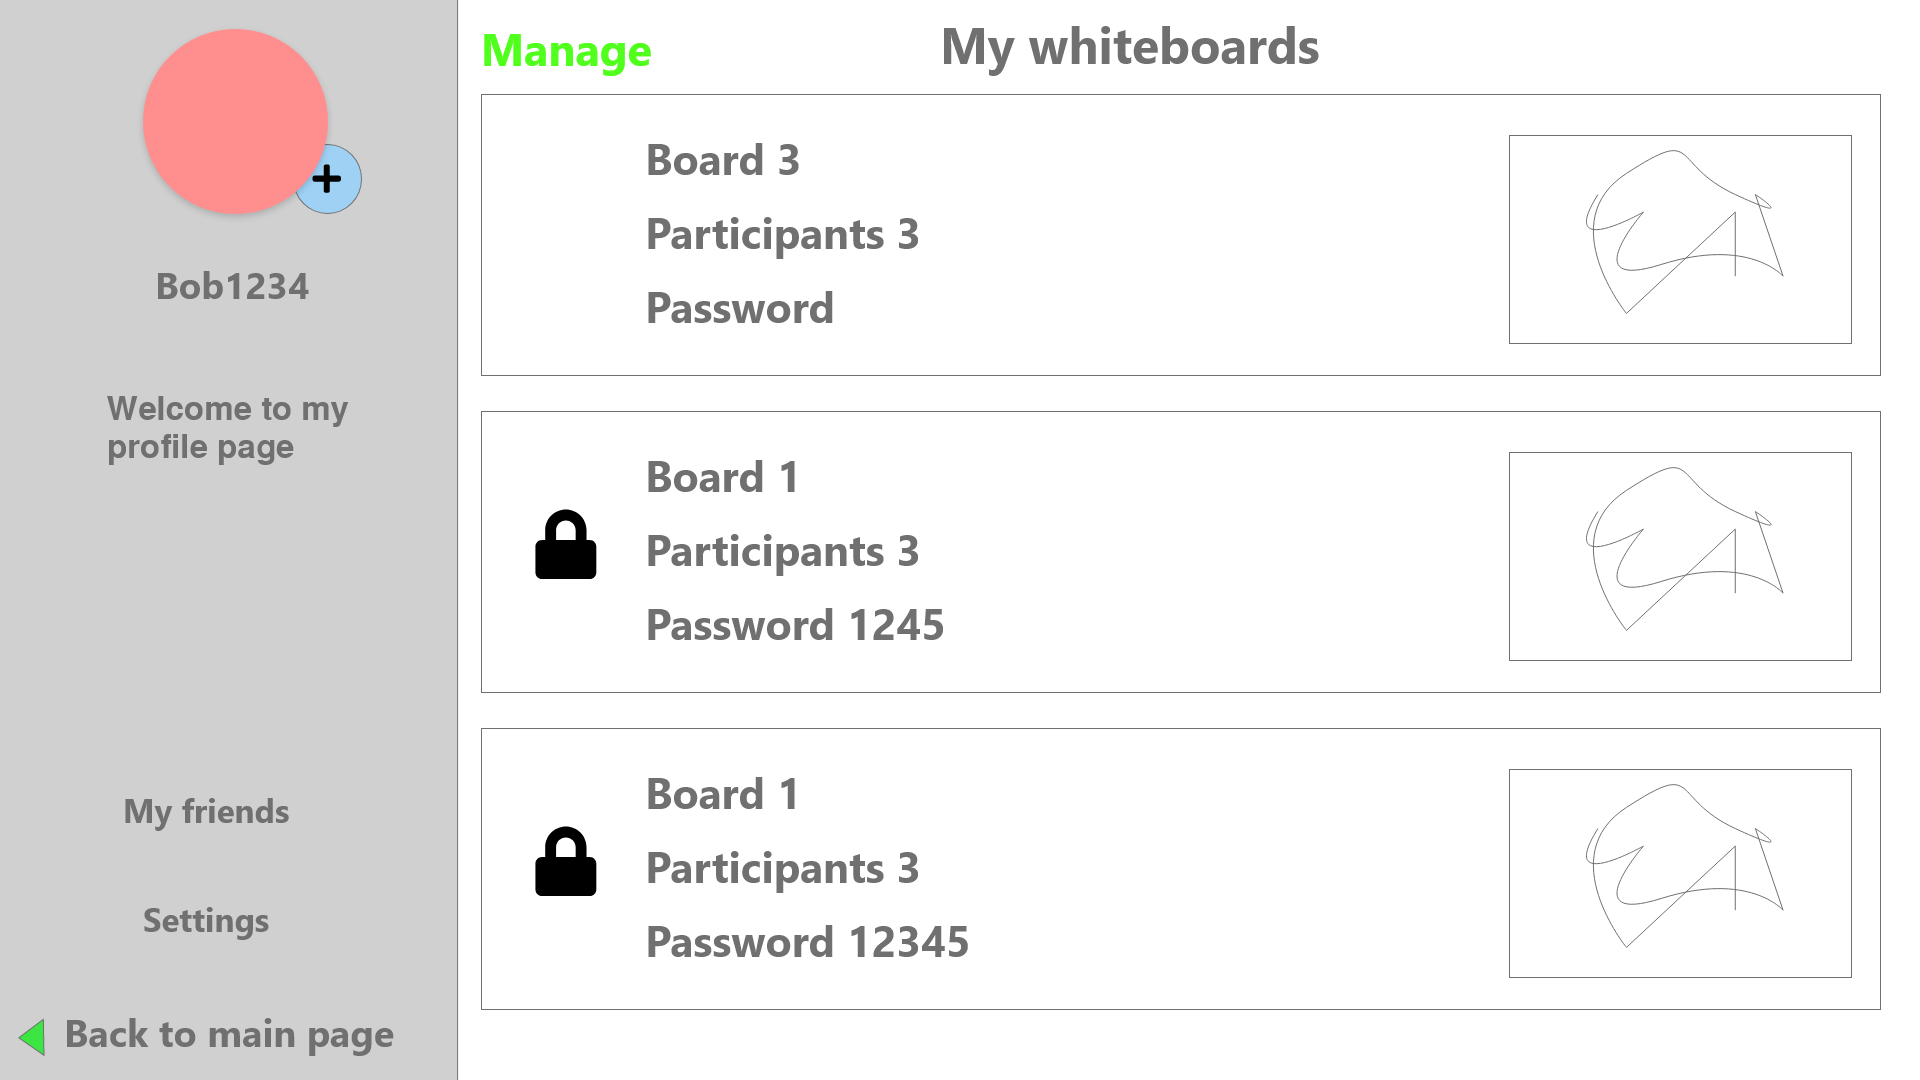 Bob1234
Welcome to my
profile page
My friends
Settings
Back to main page
Manage
My whiteboards
Board 3
Participants 3
Password
Board 1
Participants 3
Password 1245
Board 1
Participants 3
Password 12345